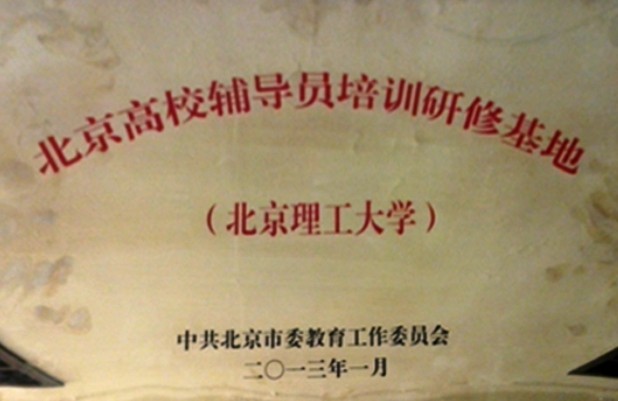 北京高校辅导员培训研修基地
（北京理工大学）
中共北京市委教育工作委员会
二〇一三年一月